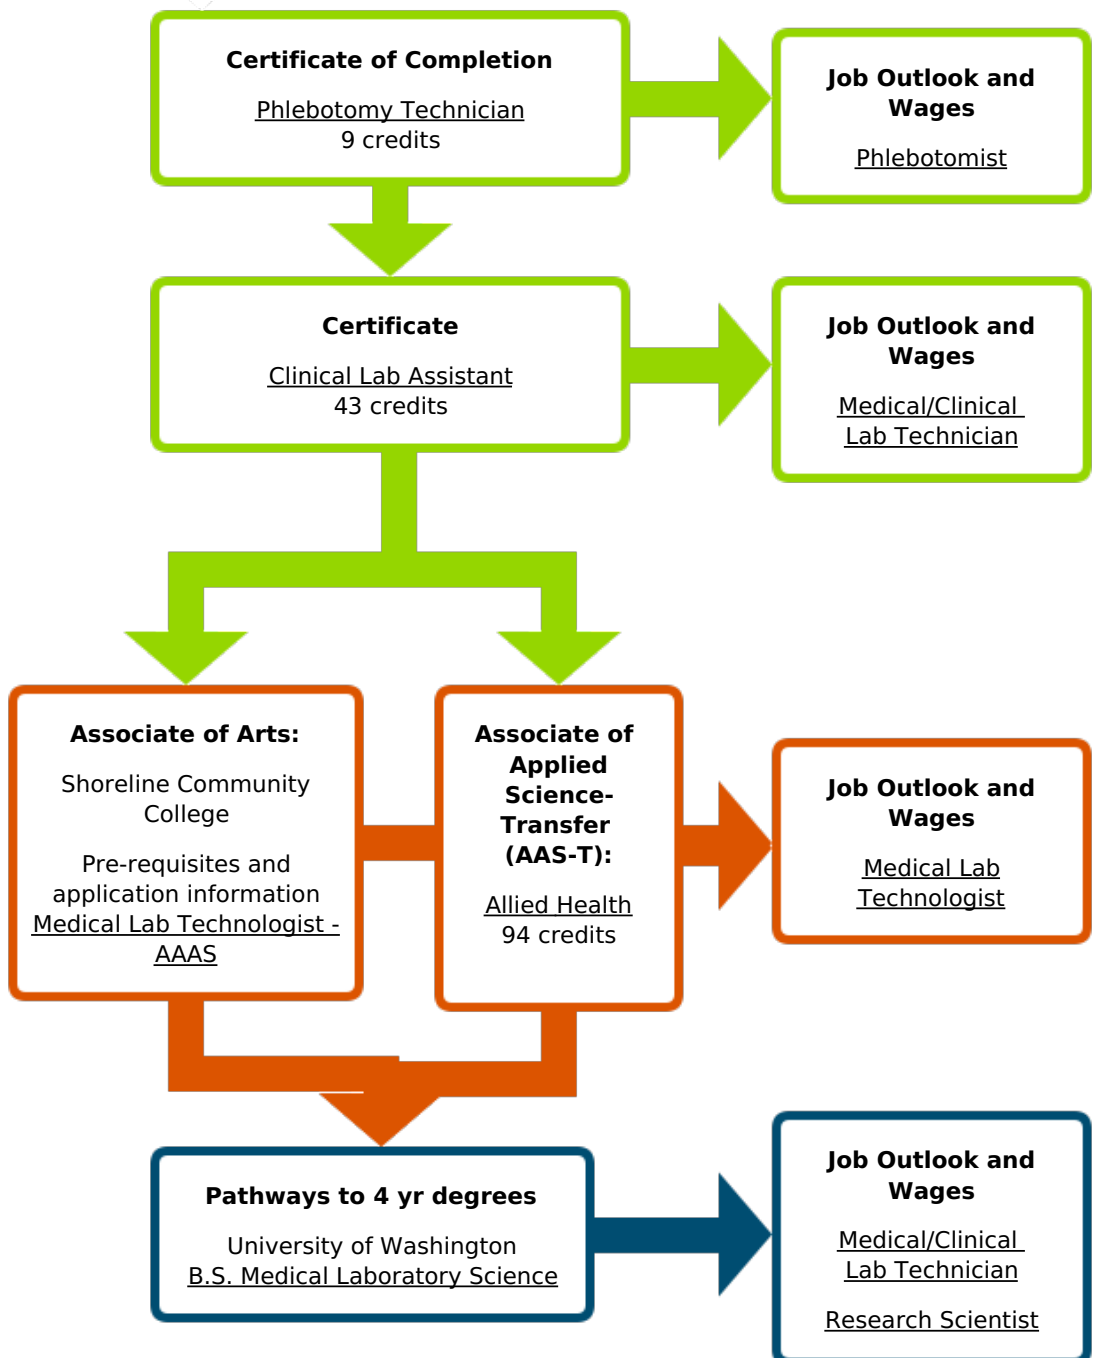 Certificate of Completion
Phlebotomy Technician
9 credits
Job Outlook and
Wages
Phlebotomist
Certificate
Clinical Lab Assistant
43 credits
Job Outlook and
Wages
Medical/Clinical
Lab Technician
Associate of Arts:
Shoreline Community
College
Pre-requisites and
application information
Medical Lab Technologist -
AAAS
Associate of
Applied
Science-
Transfer
(AAS-T):
Allied Health
94 credits
Job Outlook and
Wages
Medical Lab
Technologist
Pathways to 4 yr degrees
University of Washington
B.S. Medical Laboratory Science
Job Outlook and
Wages
Medical/Clinical
Lab Technician
Research Scientist